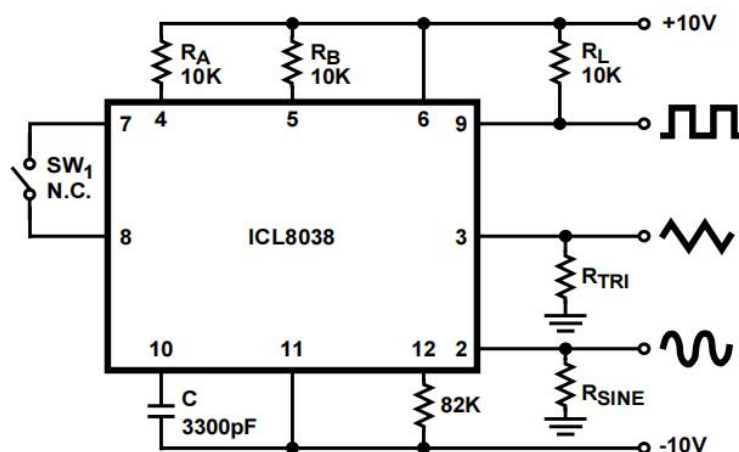 +10V
RA
10K
RB
10K
RL
10K
4
5
6
7
9
SW1
N.C.
8
ICL8038
3
RTRI
10
11
12
2
C
3300pF
82K
RSINE
-10V